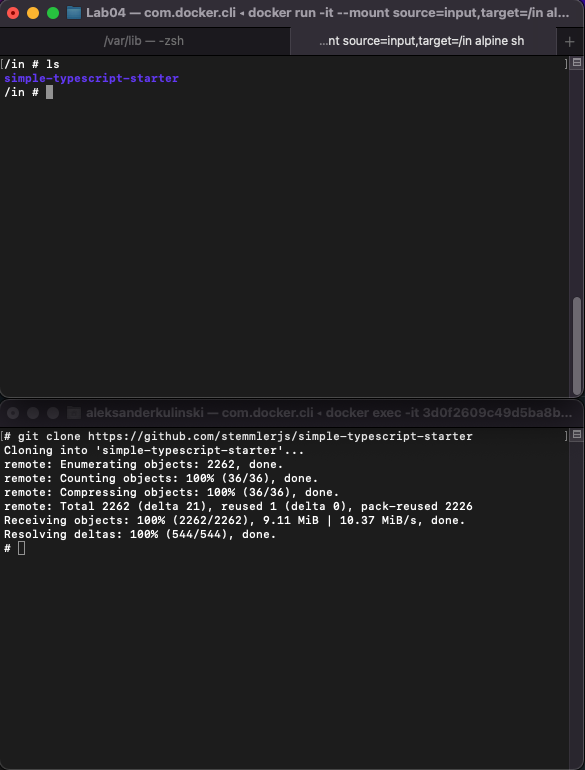 Lab04 — com.docker.cli ◂ docker run -it --mount source=input,target=/in al...
/var/lib — -zsh
...nt source=input,target=/in alpine sh
+
[/in # ls ]
simple-typescript-starter
/in #
aleksanderkulinski — com.docker.cli ◂ docker exec -it 3d0f2609c49d5ba8b...
[# git clone https://github.com/stemmlerjs/simple-typescript-starter ]
Cloning into 'simple-typescript-starter'...
remote: Enumerating objects: 2262, done.
remote: Counting objects: 100% (36/36), done.
remote: Compressing objects: 100% (36/36), done.
remote: Total 2262 (delta 21), reused 1 (delta 0), pack-reused 2226
Receiving objects: 100% (2262/2262), 9.11 MiB | 10.37 MiB/s, done.
Resolving deltas: 100% (544/544), done.
#